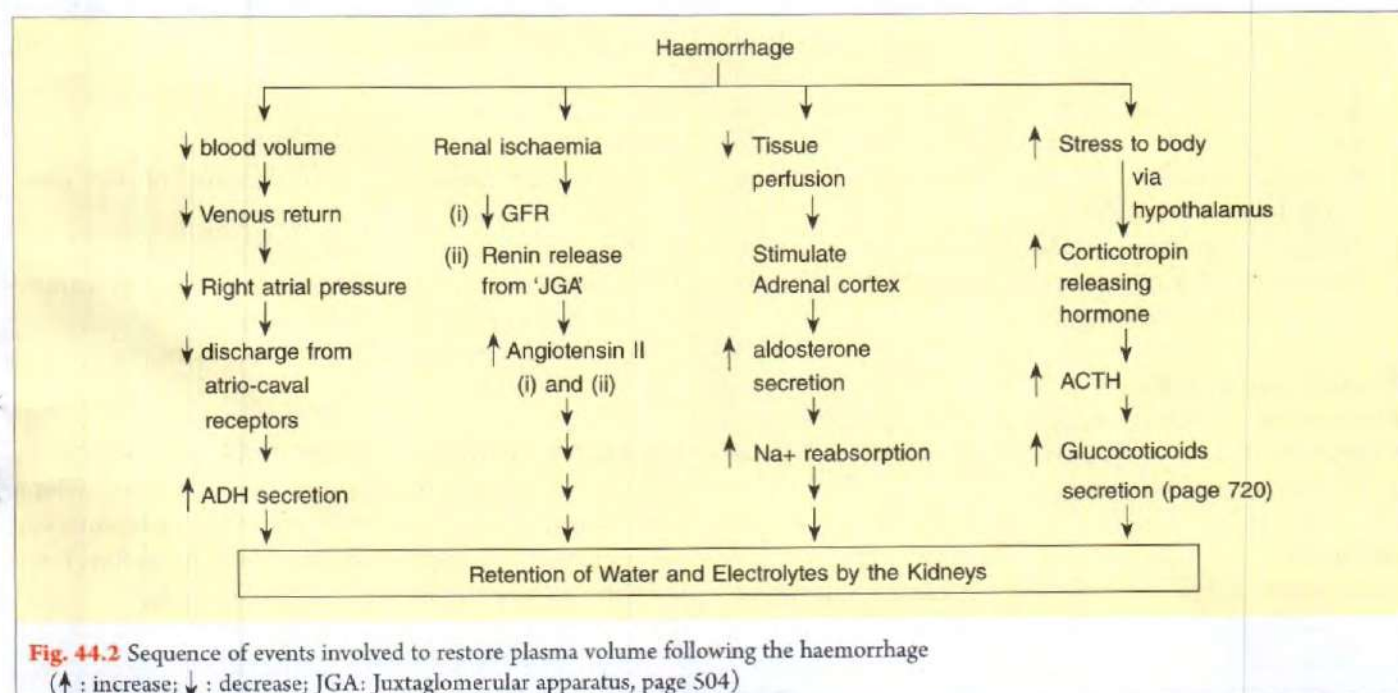 Haemorrhage
↓ blood volume
↓ Venous return
↓ Right atrial pressure
↓ discharge from
atrio-caval
receptors
↑ ADH secretion
Renal ischaemia
(i) ↓ GFR
(ii) Renin release
from 'JGA'
↑ Angiotensin II
(i) and (ii)
↓ Tissue
perfusion
Stimulate
Adrenal cortex
↑ aldosterone
secretion
↑ Na+ reabsorption
↑ Stress to body
via
hypothalamus
↑ Corticotropin
releasing
hormone
↑ ACTH
↑ Glucocoticoids
secretion (page 720)
Retention of Water and Electrolytes by the Kidneys
Fig. 44.2 Sequence of events involved to restore plasma volume following the haemorrhage
(↑ : increase; ↓ : decrease; JGA: Juxtaglomerular apparatus, page 504)